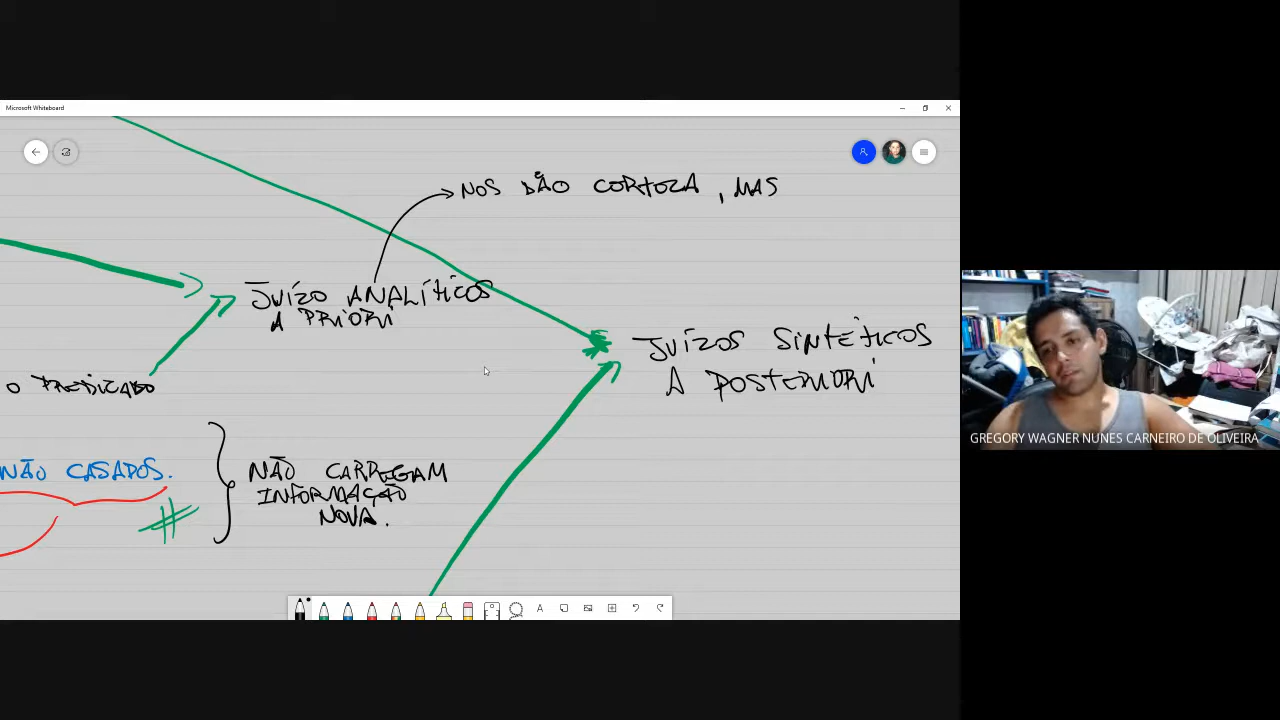 Microsoft Whiteboard
NOS DÃO CERTEZA, MAS
JUÍZO ANALÍTICOS
A PRIORI
JUÍZOS SINTÉTICOS
A POSTERIORI
O PREDICADO
NÃO CASADOS.
NÃO CARREGAM
INFORMAÇÃO
NOVA.
GREGORY WAGNER NUNES CARNEIRO DE OLIVEIRA
A